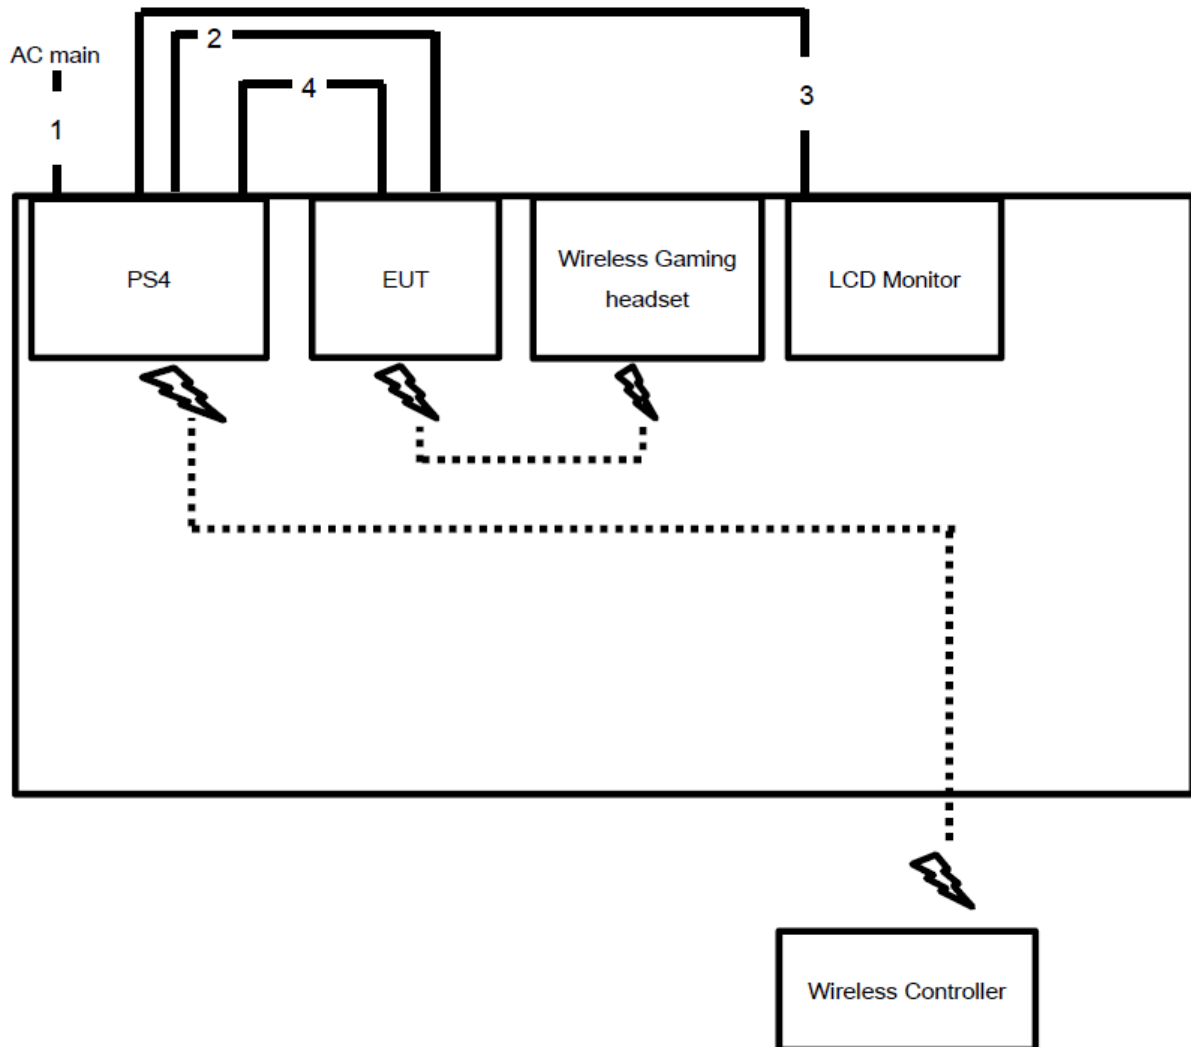 2
AC main
4
3
1
PS4
EUT
Wireless Gaming
headset
LCD Monitor
Wireless Controller